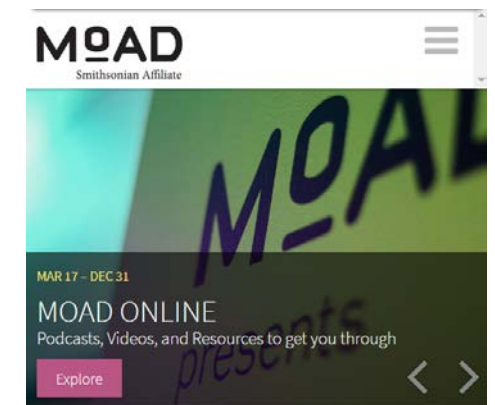 MOAD
Smithsonian Affiliate
MOAD
presents
MAR 17 – DEC 31
MOAD ONLINE
Podcasts, Videos, and Resources to get you through
Explore